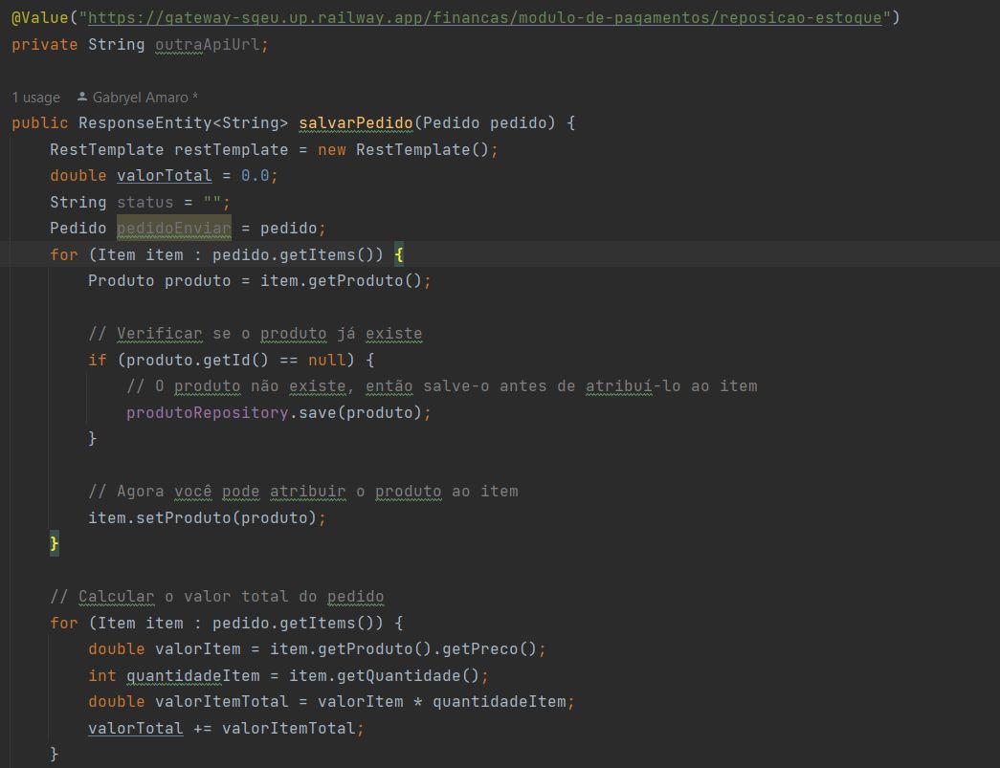 @Value("https://gateway-sgeu.up.railway.app/financas/modulo-de-pagamentos/reposicao-estoque")
private String outraApiUrl;
1 usage Gabryel Amaro *
public ResponseEntity<String> salvarPedido(Pedido pedido) {
RestTemplate restTemplate = new RestTemplate();
double valorTotal = 0.0;
String status = "";
Pedido pedidoEnviar = pedido;
for (Item item : pedido.getItems()) {
Produto produto = item.getProduto();
// Verificar se o produto já existe
if (produto.getId() == null) {
// O produto não existe, então salve-o antes de atribuí-lo ao item
produtoRepository.save(produto);
}
// Agora você pode atribuir o produto ao item
item.setProduto(produto);
}
// Calcular o valor total do pedido
for (Item item : pedido.getItems()) {
double valorItem = item.getProduto().getPreco();
int quantidadeItem = item.getQuantidade();
double valorItemTotal = valorItem * quantidadeItem;
valorTotal += valorItemTotal;
}